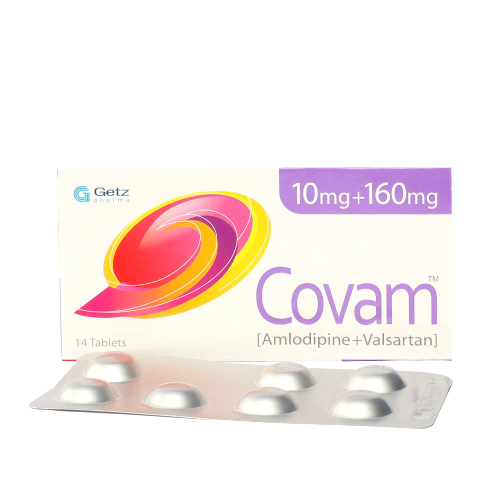 Getz
pharma
10mg+160mg
Covam™
[Amlodipine+Valsartan]
14 Tablets